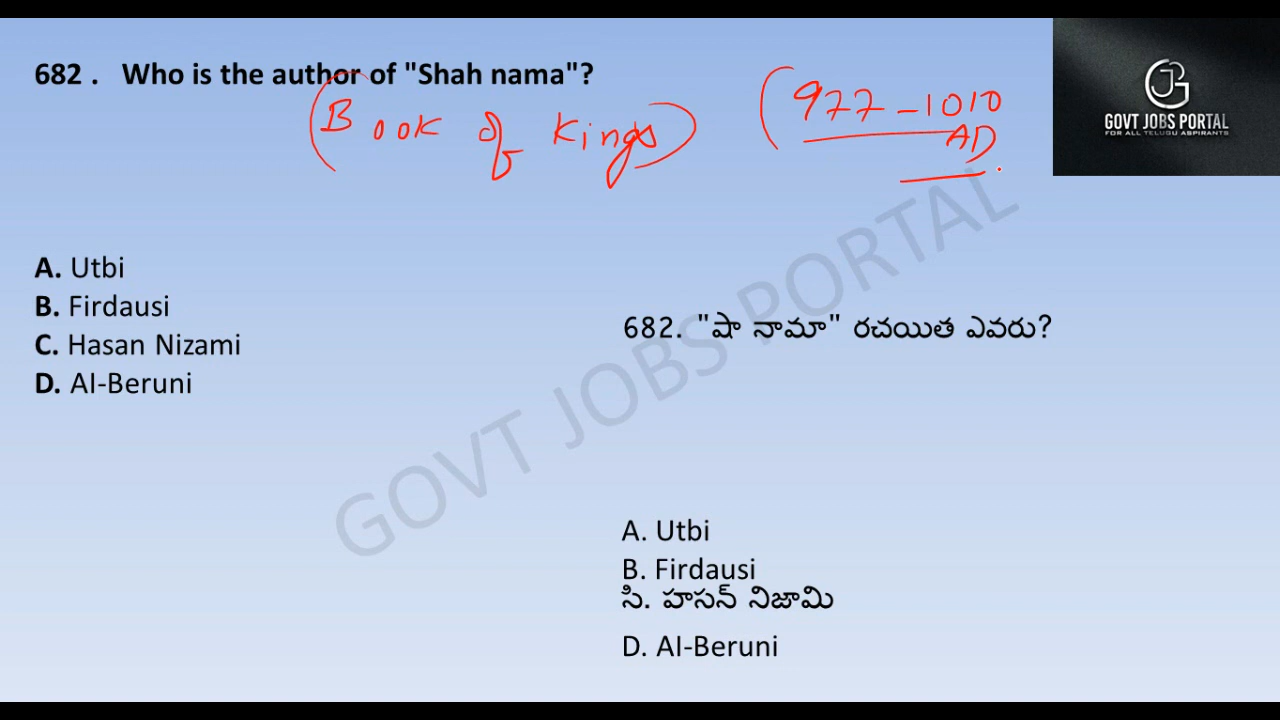 682 . Who is the author of "Shah nama"?
(Book of Kings)
(977-1010
AD
GJP
GOVT JOBS PORTAL
FOR ALL TELUGU ASPIRANTS
A. Utbi
B. Firdausi
C. Hasan Nizami
D. Al-Beruni
GOVT JOBS PORTAL
682. "షా నామా" రచయిత ఎవరు?
A. Utbi
B. Firdausi
సి. హసన్ నిజామి
D. Al-Beruni